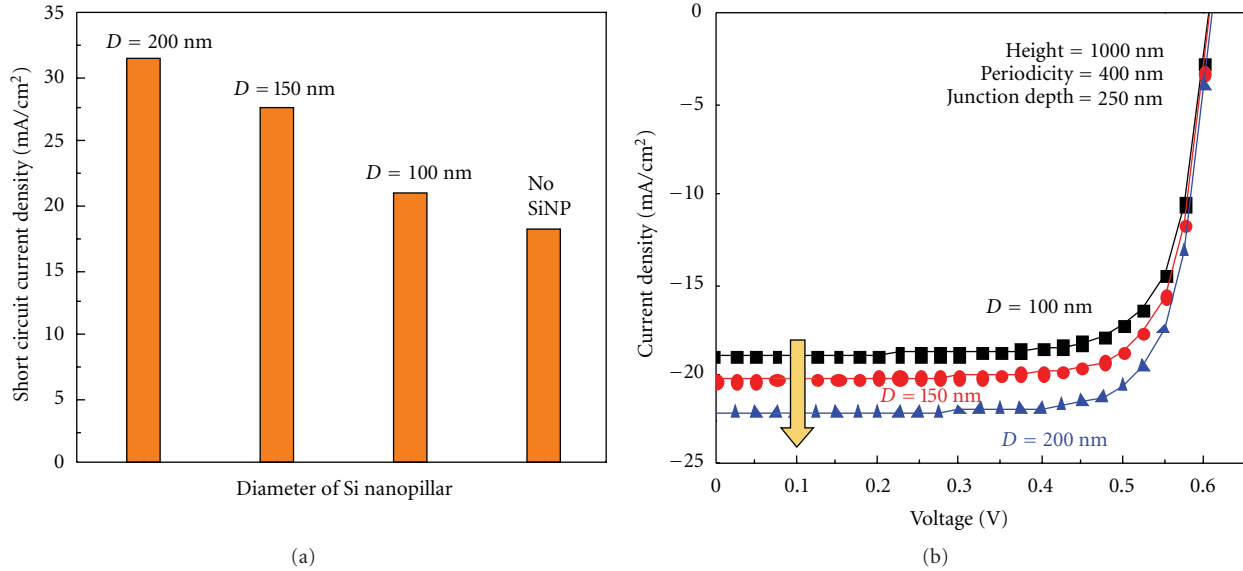 35
30
25
20
15
10
5
0
Short circuit current density (mA/cm²)
D = 200 nm
D = 150 nm
D = 100 nm
No
SiNP
Diameter of Si nanopillar
(a)
0
−5
−10
−15
−20
−25
Current density (mA/cm²)
Height = 1000 nm
Periodicity = 400 nm
Junction depth = 250 nm
D = 100 nm
D = 150 nm
D = 200 nm
0 0.1 0.2 0.3 0.4 0.5 0.6
Voltage (V)
(b)